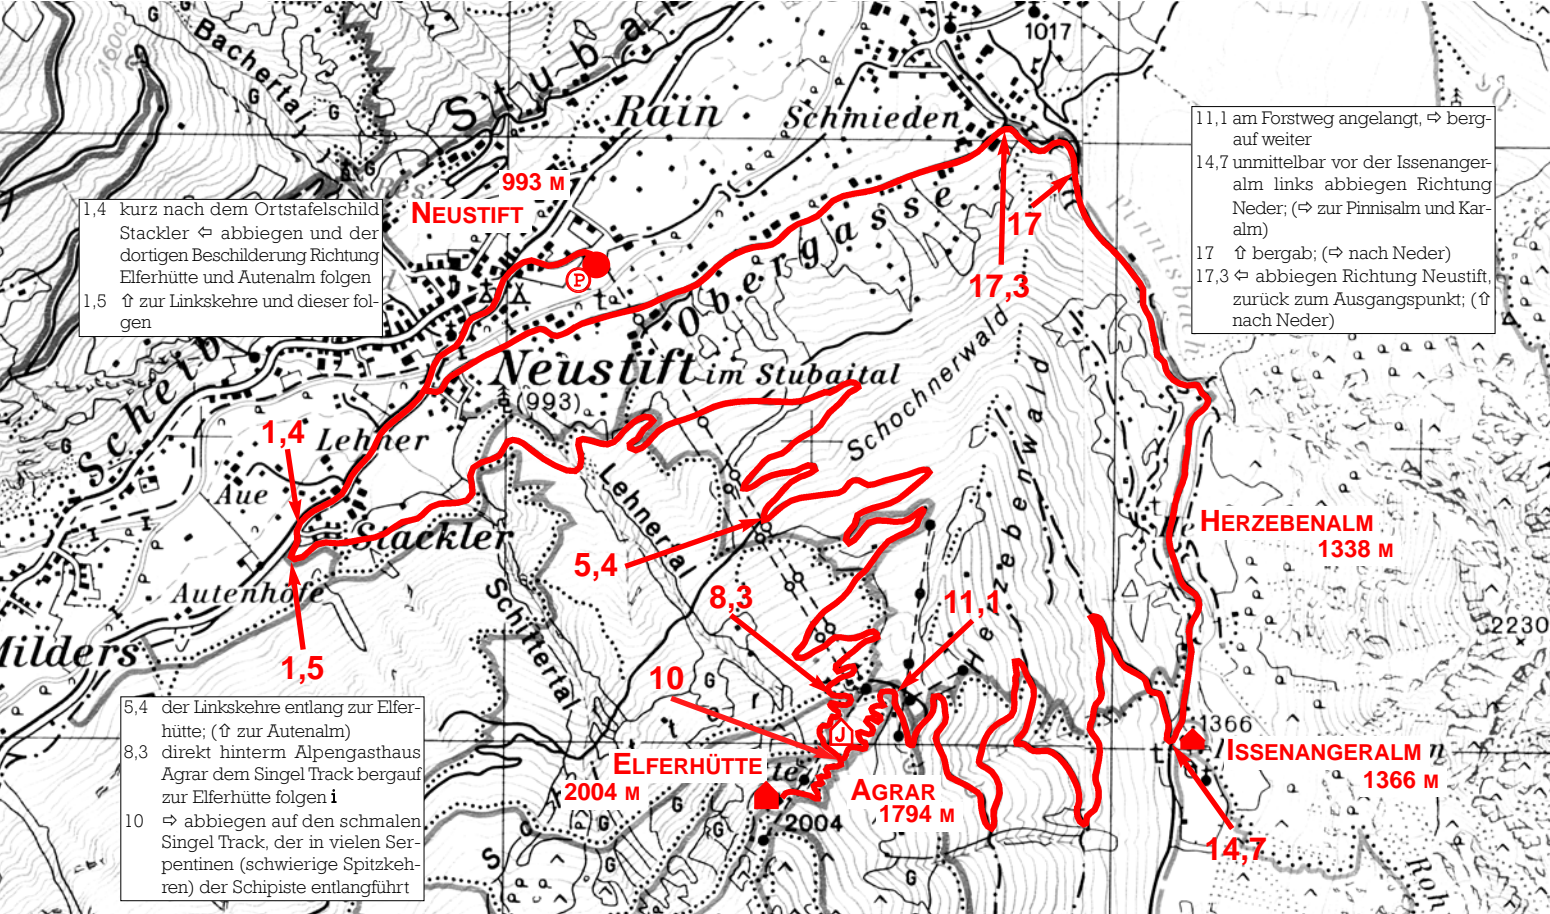 Bachertal
1600
Stubai
1017
Rain
Schmieden
993 M
NEUSTIFT
P
1,4 kurz nach dem Ortstafelschild
Stackler ⇦ abbiegen und der
dortigen Beschilderung Richtung
Elferhütte und Autenalm folgen
1,5 ⇧ zur Linkskehre und dieser fol-
gen
11,1 am Forstweg angelangt, ⇨ berg-
auf weiter
14,7 unmittelbar vor der Issenanger-
alm links abbiegen Richtung
Neder; (⇨ zur Pinnisalm und Kar-
alm)
17 ⇧ bergab; (⇨ nach Neder)
17,3 ⇦ abbiegen Richtung Neustift,
zurück zum Ausgangspunkt; (⇧
nach Neder)
Obergasse
17
17,3
Pinnisbach
Scheib
Neustift im Stubaital
(993)
Schochnerwald
Herzebenwald
1,4
Lehner
Aue
Stackler
Lehnertal
5,4
HERZEBENALM
1338 M
Autenhöfe
Schittertal
8,3
11,1
Milders
1,5
2230
10
J
1366
ISSENANGERALM
1366 M
ELFERHÜTTE
2004 M
AGRAR
1794 M
2004
14,7
5,4 der Linkskehre entlang zur Elfer-
hütte; (⇧ zur Autenalm)
8,3 direkt hinterm Alpengasthaus
Agrar dem Singel Track bergauf
zur Elferhütte folgen i
10 ⇨ abbiegen auf den schmalen
Singel Track, der in vielen Ser-
pentinen (schwierige Spitzkeh-
ren) der Schipiste entlangführt